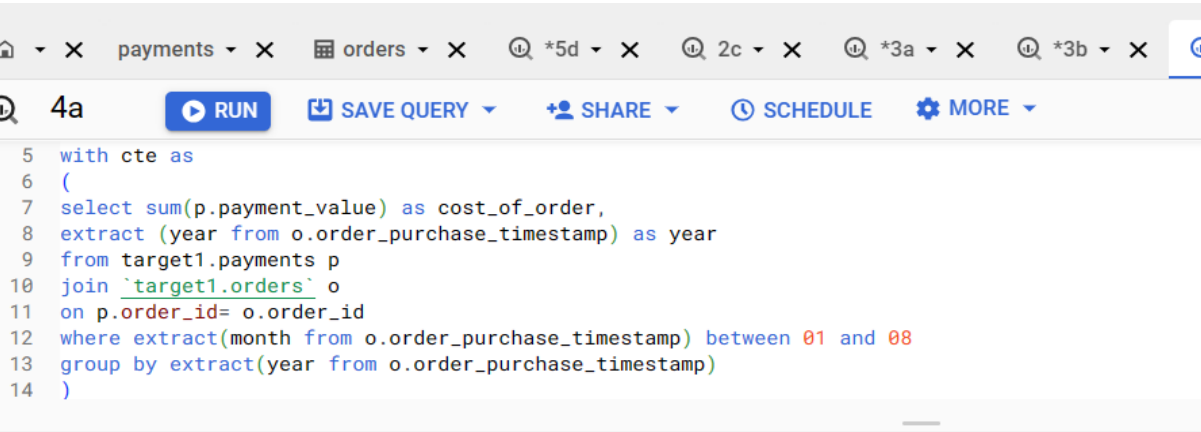 payments orders *5d 2c *3a *3b
4a RUN SAVE QUERY SHARE SCHEDULE MORE
5 with cte as
6 (
7 select sum(p.payment_value) as cost_of_order,
8 extract (year from o.order_purchase_timestamp) as year
9 from target1.payments p
10 join `target1.orders` o
11 on p.order_id= o.order_id
12 where extract(month from o.order_purchase_timestamp) between 01 and 08
13 group by extract(year from o.order_purchase_timestamp)
14 )